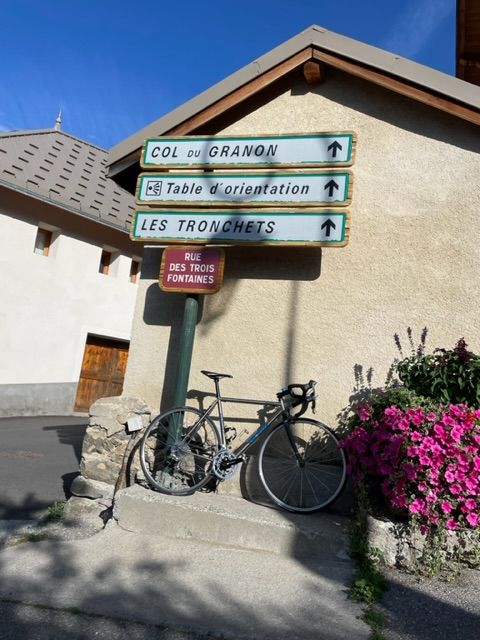 COL DU GRANON
Table d'orientation
LES TRONCHETS
RUE
DES TROIS
FONTAINES